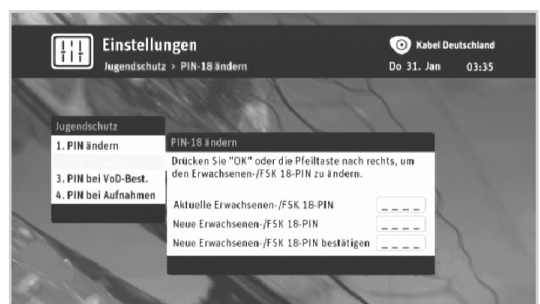 Einstellungen
Jugendschutz > PIN-18 ändern
Kabel Deutschland
Do 31. Jan 03:35
Jugendschutz
1. PIN ändern
3. PIN bei VoD-Best.
4. PIN bei Aufnahmen
PIN-18 ändern
Drücken Sie "OK" oder die Pfeiltaste nach rechts, um
den Erwachsenen-/FSK 18-PIN zu ändern.
Aktuelle Erwachsenen-/FSK 18-PIN _ _ _ _
Neue Erwachsenen-/FSK 18-PIN _ _ _ _
Neue Erwachsenen-/FSK 18-PIN bestätigen _ _ _ _